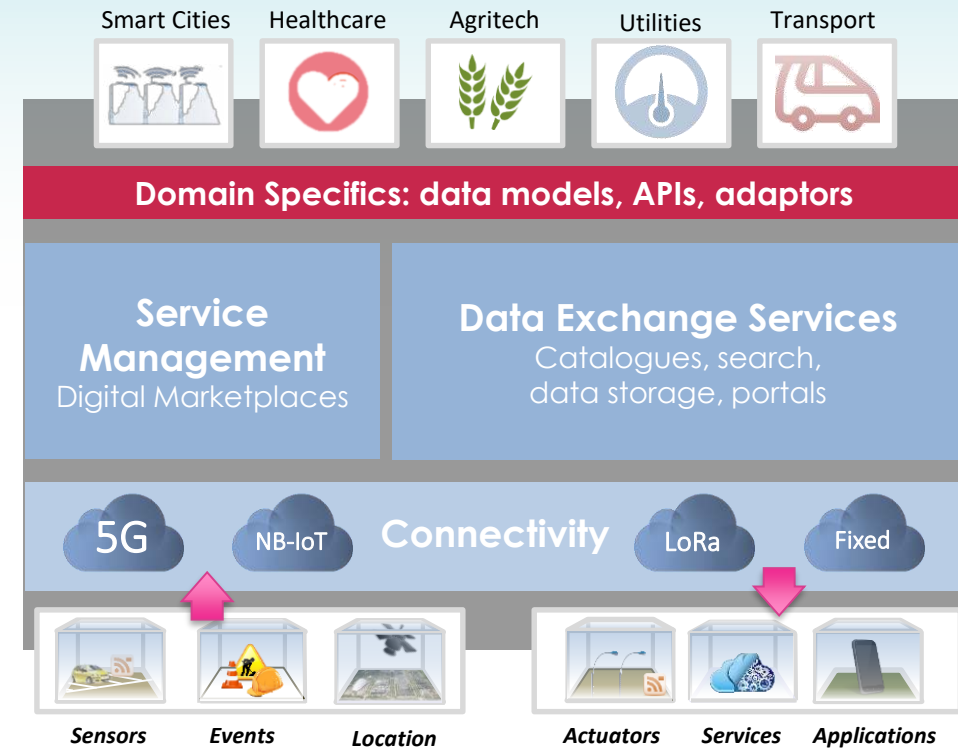 Smart Cities
Healthcare
Agritech
Utilities
Transport
Domain Specifics: data models, APIs, adaptors
Service
Management
Digital Marketplaces
Data Exchange Services
Catalogues, search,
data storage, portals
5G
NB-IoT
Connectivity
LoRa
Fixed
Sensors
Events
Location
Actuators
Services
Applications